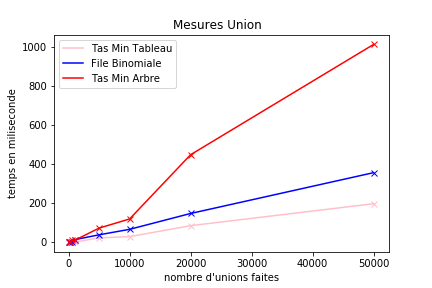 Mesures Union
Tas Min Tableau
File Binomiale
Tas Min Arbre
temps en miliseconde
1000
800
600
400
200
0
0
10000
20000
30000
40000
50000
nombre d'unions faites